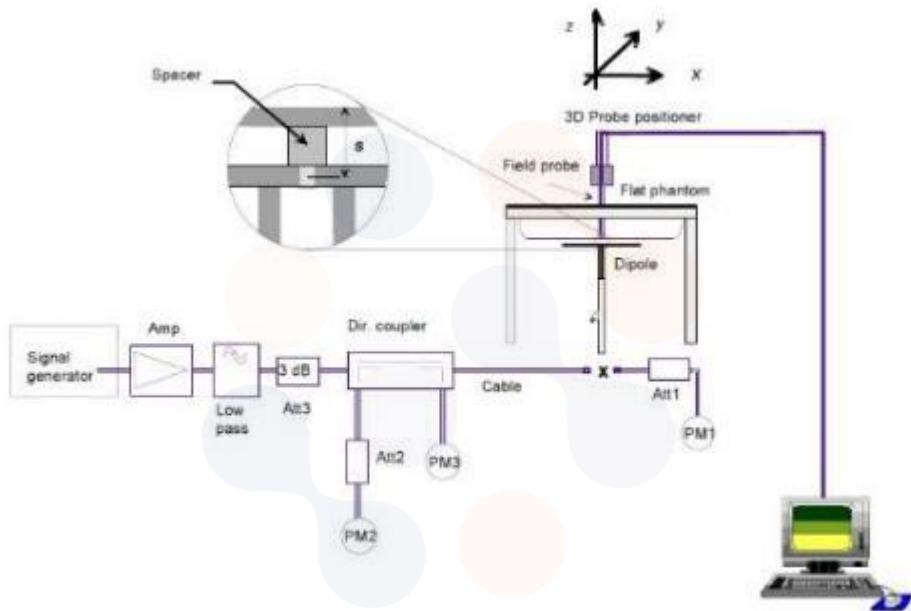 z
y
x
Spacer
s
3D Probe positioner
Field probe
Flat phantom
Dipole
Signal
generator
Amp
Low
pass
3 dB
Att3
Dir. coupler
Cable
x
Att1
PM1
Att2
PM3
PM2